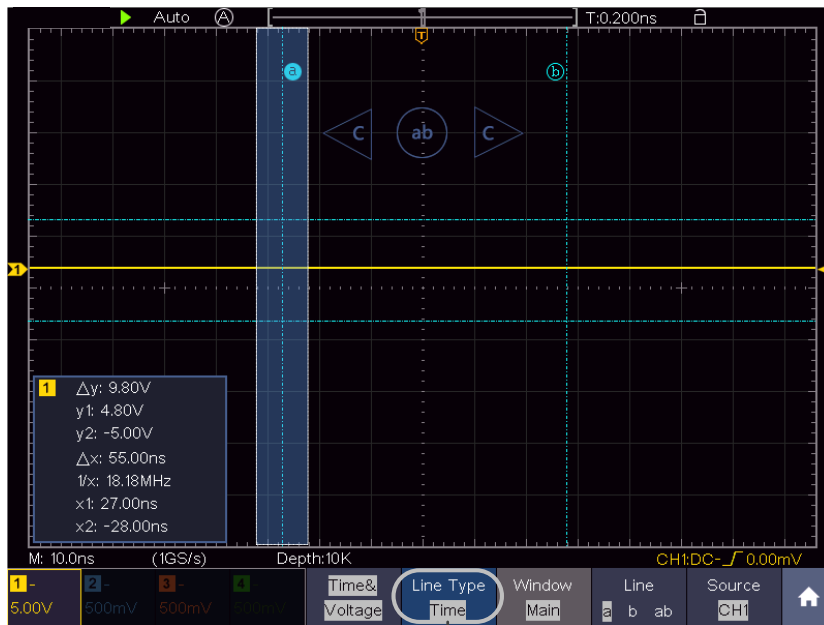 Auto A T:0.200ns
T
a b
C ab C
1
1
△y: 9.80V
y1: 4.80V
y2: -5.00V
△x: 55.00ns
1/x: 18.18MHz
x1: 27.00ns
x2: -28.00ns
M: 10.0ns (1GS/s) Depth:10K CH1:DC- 0.00mV
1 - 2 - 3 - 4 -
5.00V 500mV 500mV 500mV
Time& Line Type Window Line Source
Voltage Time Main a b ab CH1